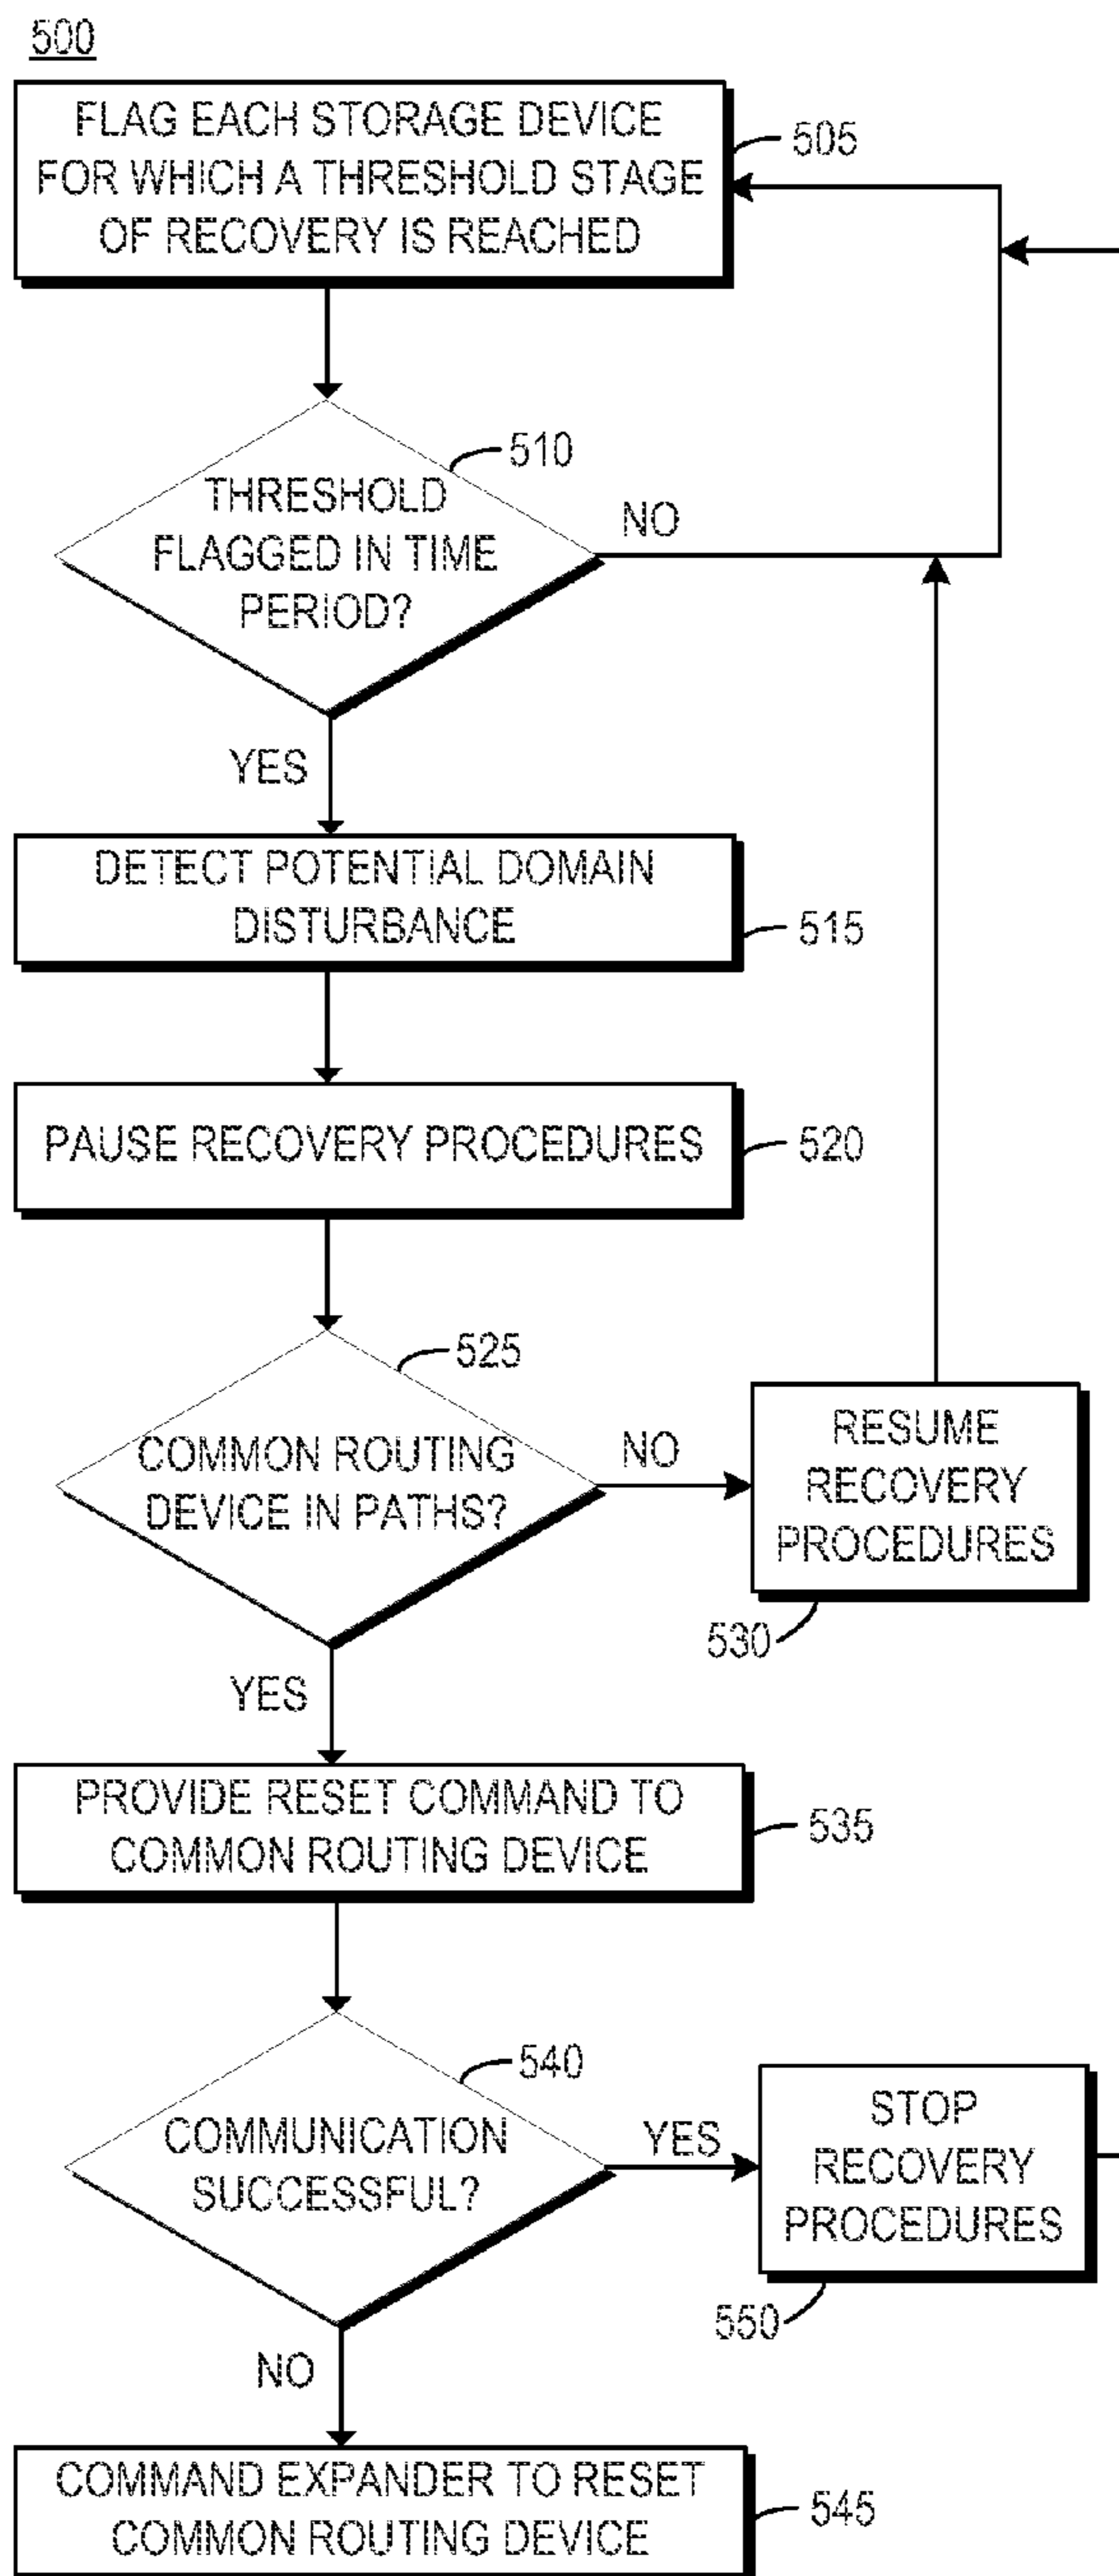 500
FLAG EACH STORAGE DEVICE
FOR WHICH A THRESHOLD STAGE
OF RECOVERY IS REACHED
505
510
THRESHOLD
FLAGGED IN TIME
PERIOD?
NO
YES
DETECT POTENTIAL DOMAIN
DISTURBANCE
515
PAUSE RECOVERY PROCEDURES
520
525
COMMON ROUTING
DEVICE IN PATHS?
NO
RESUME
RECOVERY
PROCEDURES
530
YES
PROVIDE RESET COMMAND TO
COMMON ROUTING DEVICE
535
540
COMMUNICATION
SUCCESSFUL?
YES
STOP
RECOVERY
PROCEDURES
550
NO
COMMAND EXPANDER TO RESET
COMMON ROUTING DEVICE
545